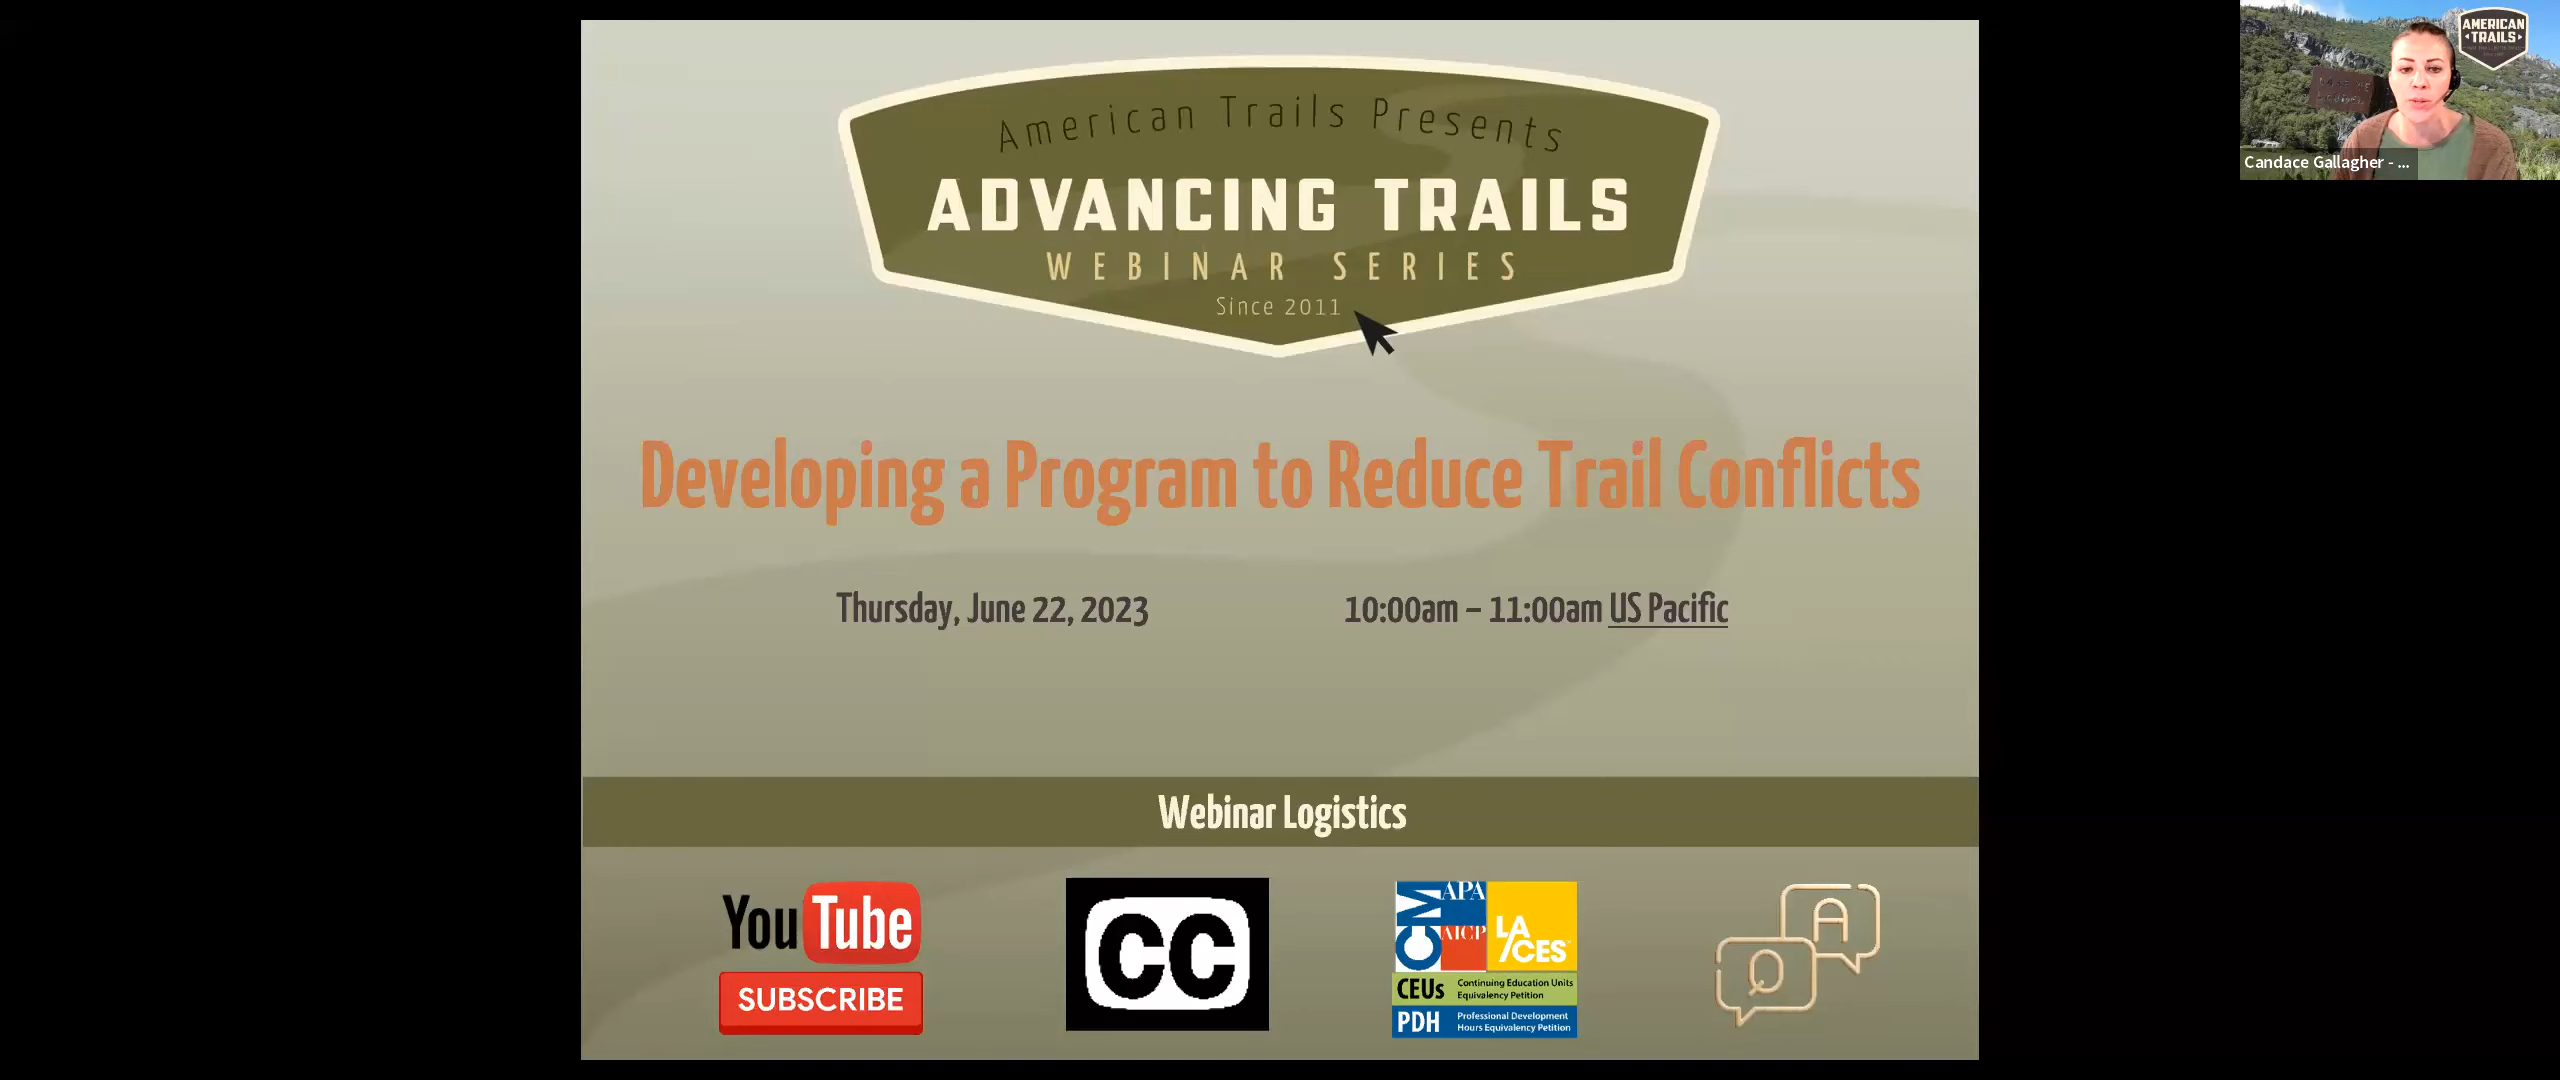 American Trails Presents
ADVANCING TRAILS
WEBINAR SERIES
Since 2011
Developing a Program to Reduce Trail Conflicts
Thursday, June 22, 2023
10:00am – 11:00am US Pacific
Webinar Logistics
YouTube
SUBSCRIBE
CC
CM
APA
AICP
LA
CES™
CEUs
Continuing Education Units
Equivalency Petition
PDH
Professional Development
Hours Equivalency Petition
A
Q
AMERICAN
TRAILS
Candace Gallagher - ...